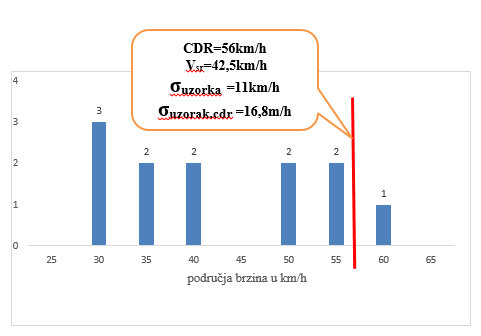 CDR=56km/h
Vsr=42,5km/h
σuzorka =11km/h
σuzorak,cdr =16,8m/h
4
3
2
1
0
3 2 2 2 2 1
25 30 35 40 45 50 55 60 65
područja brzina u km/h